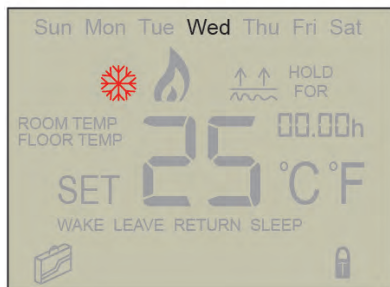 Sun Mon Tue Wed Thu Fri Sat
HOLD
FOR
ROOM TEMP
FLOOR TEMP
00.00h
SET 25 °C °F
WAKE LEAVE RETURN SLEEP